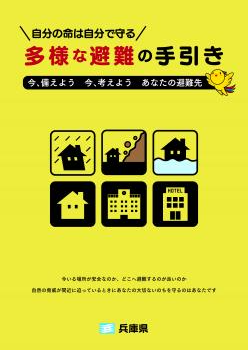 自分の命は自分で守る
多様な避難の手引き
今、備えよう　今、考えよう　あなたの避難先
HOTEL
今いる場所が安全なのか、どこへ避難するのが良いのか
自然の脅威が間近に迫っているときにあなたの大切ないのちを守るのはあなたです
兵庫県